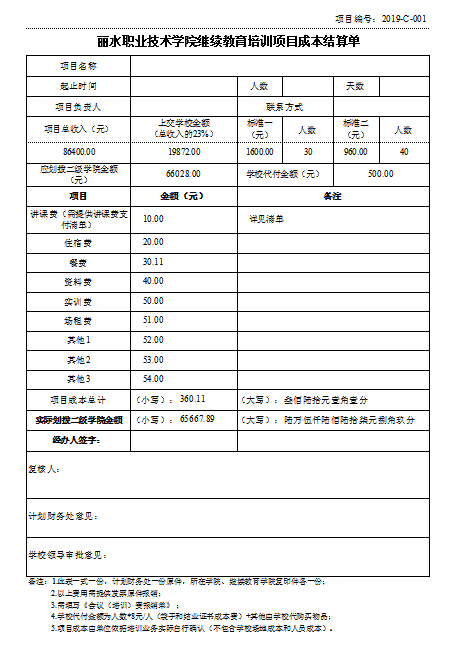 项目编号：2019-C-001
丽水职业技术学院继续教育培训项目成本结算单
项目名称
起止时间 人数 天数
项目负责人 联系方式
项目总收入（元） 上交学校金额（总收入的23%） 标准一（元） 人数 标准二（元） 人数
86400.00 19872.00 1600.00 30 960.00 40
应划拨二级学院金额（元） 66028.00 学校代付金额（元） 500.00
项目 金额（元） 备注
讲课费（需提供讲课费支付清单） 10.00 详见清单
住宿费 20.00
餐费 30.11
资料费 40.00
实训费 50.00
场租费 51.00
其他1 52.00
其他2 53.00
其他3 54.00
项目成本总计 （小写）：360.11 （大写）：叁佰陆拾元壹角壹分
实际划拨二级学院金额 （小写）：65667.89 （大写）：陆万伍仟陆佰陆拾柒元捌角玖分
经办人签字：
复核人：
计划财务处意见：
学校领导审批意见：
备注：1.此表一式一份，计划财务处一份原件，所在学院、继续教育学院复印件各一份；
2.以上费用需提供发票原件报销；
3.需填写《会议（培训）费报销单》；
4.学校代付金额为人数*8元/人（袋子和结业证书成本费）+其他由学校代购买物品；
5.项目成本由单位依据培训业务实际自行确认（不包含学校场地成本和人员成本）。